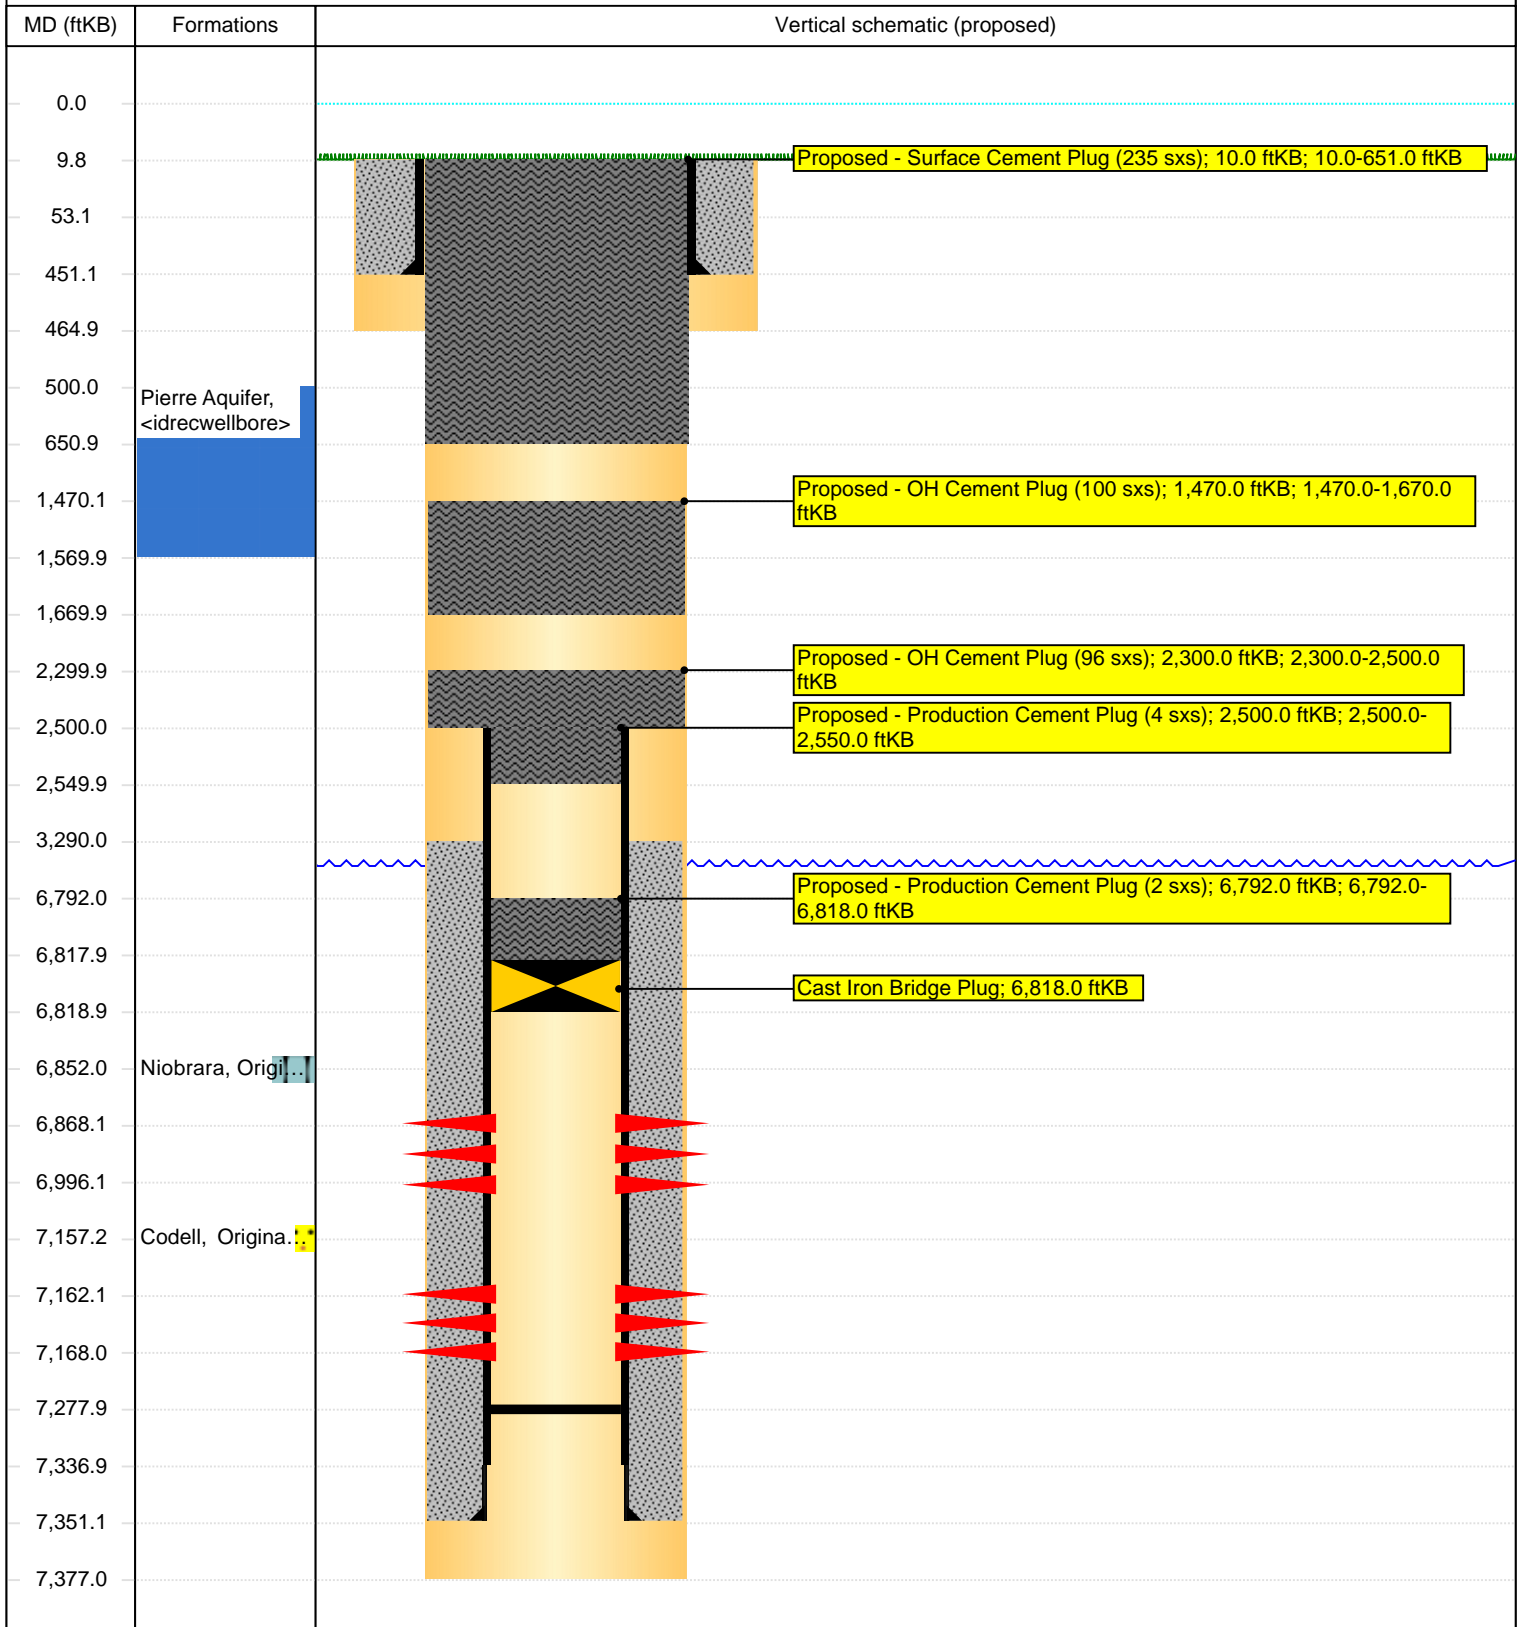 MD (ftKB)
Formations
Vertical schematic (proposed)
0.0
9.8
Proposed - Surface Cement Plug (235 sxs); 10.0 ftKB; 10.0-651.0 ftKB
53.1
451.1
464.9
500.0
Pierre Aquifer,
<idrecwellbore>
650.9
1,470.1
Proposed - OH Cement Plug (100 sxs); 1,470.0 ftKB; 1,470.0-1,670.0
ftKB
1,569.9
1,669.9
2,299.9
Proposed - OH Cement Plug (96 sxs); 2,300.0 ftKB; 2,300.0-2,500.0
ftKB
2,500.0
Proposed - Production Cement Plug (4 sxs); 2,500.0 ftKB; 2,500.0-
2,550.0 ftKB
2,549.9
3,290.0
6,792.0
Proposed - Production Cement Plug (2 sxs); 6,792.0 ftKB; 6,792.0-
6,818.0 ftKB
6,817.9
Cast Iron Bridge Plug; 6,818.0 ftKB
6,818.9
6,852.0
Niobrara, Origi...
6,868.1
6,996.1
7,157.2
Codell, Origina...
7,162.1
7,168.0
7,277.9
7,336.9
7,351.1
7,377.0